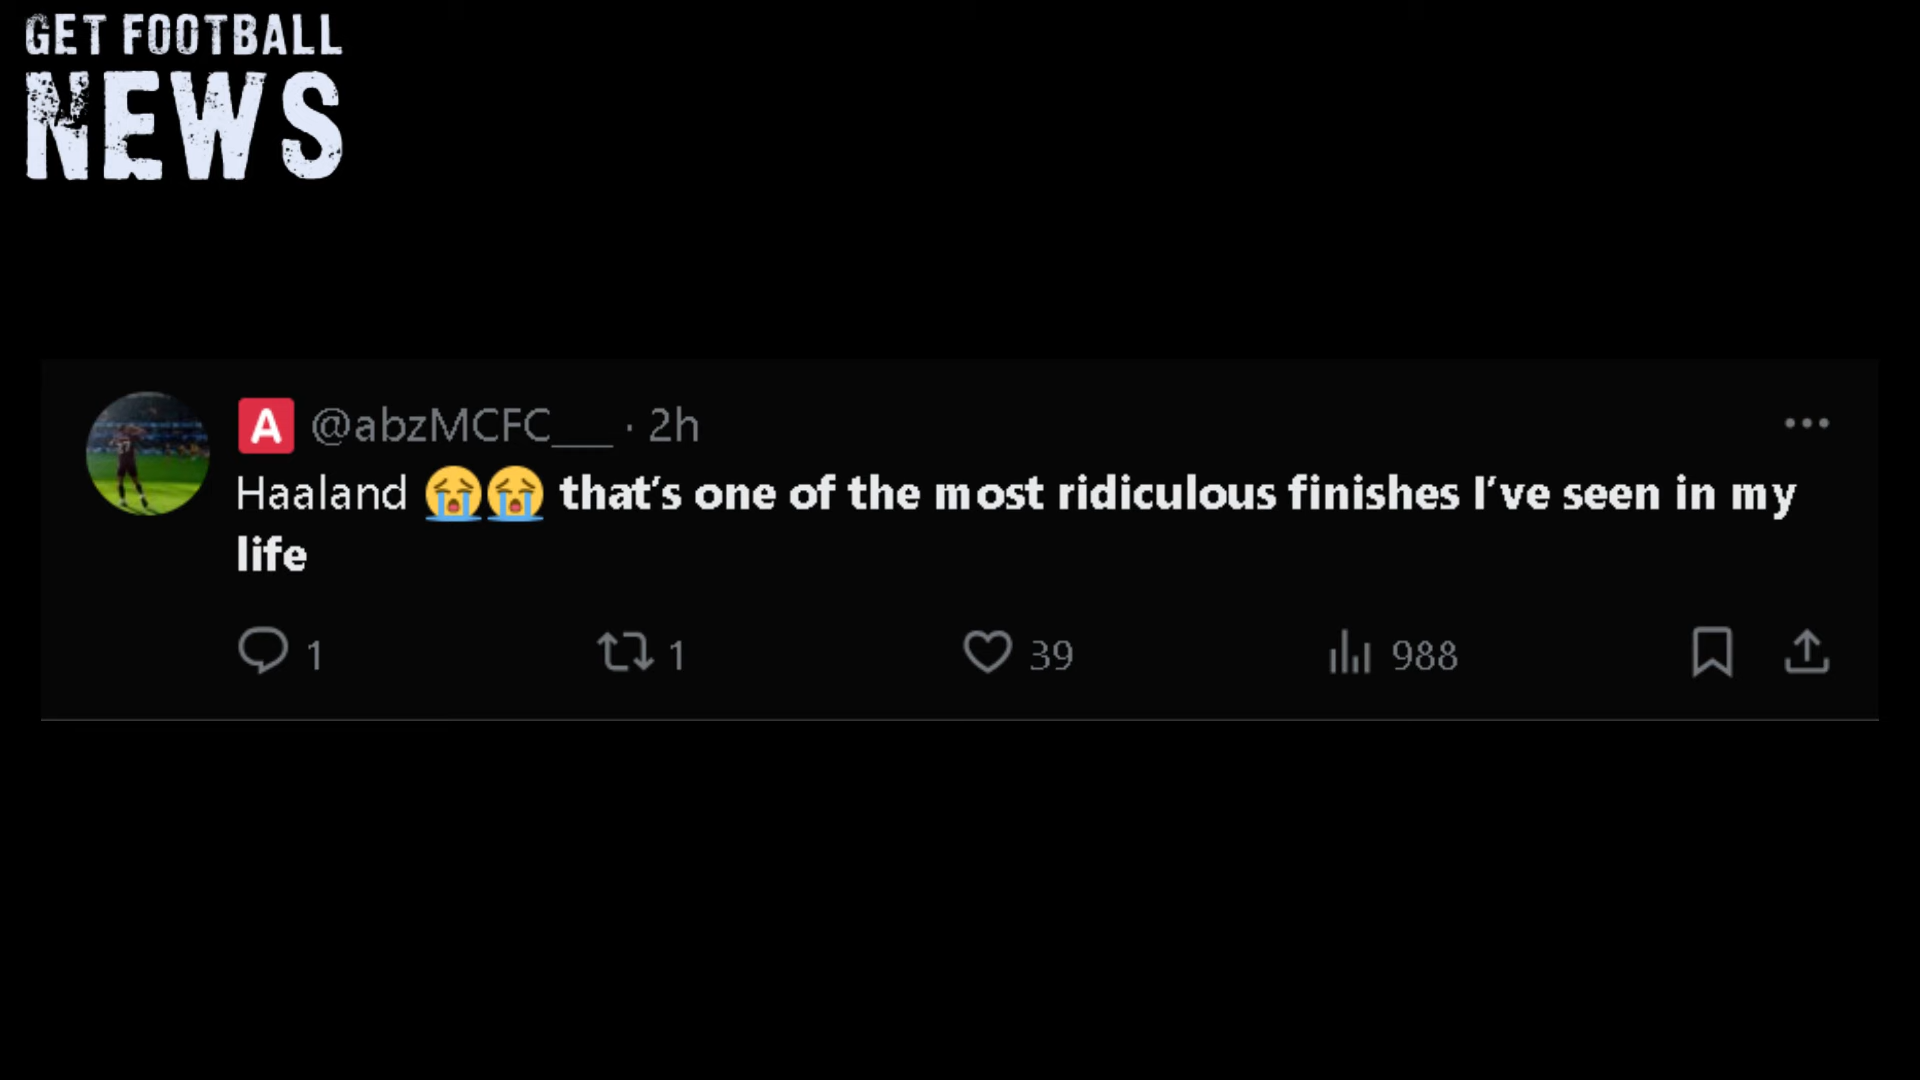 GET FOOTBALL
NEWS
A @abzMCFC___ · 2h
Haaland 😭😭 that's one of the most ridiculous finishes I've seen in my
life
1 1 39 988